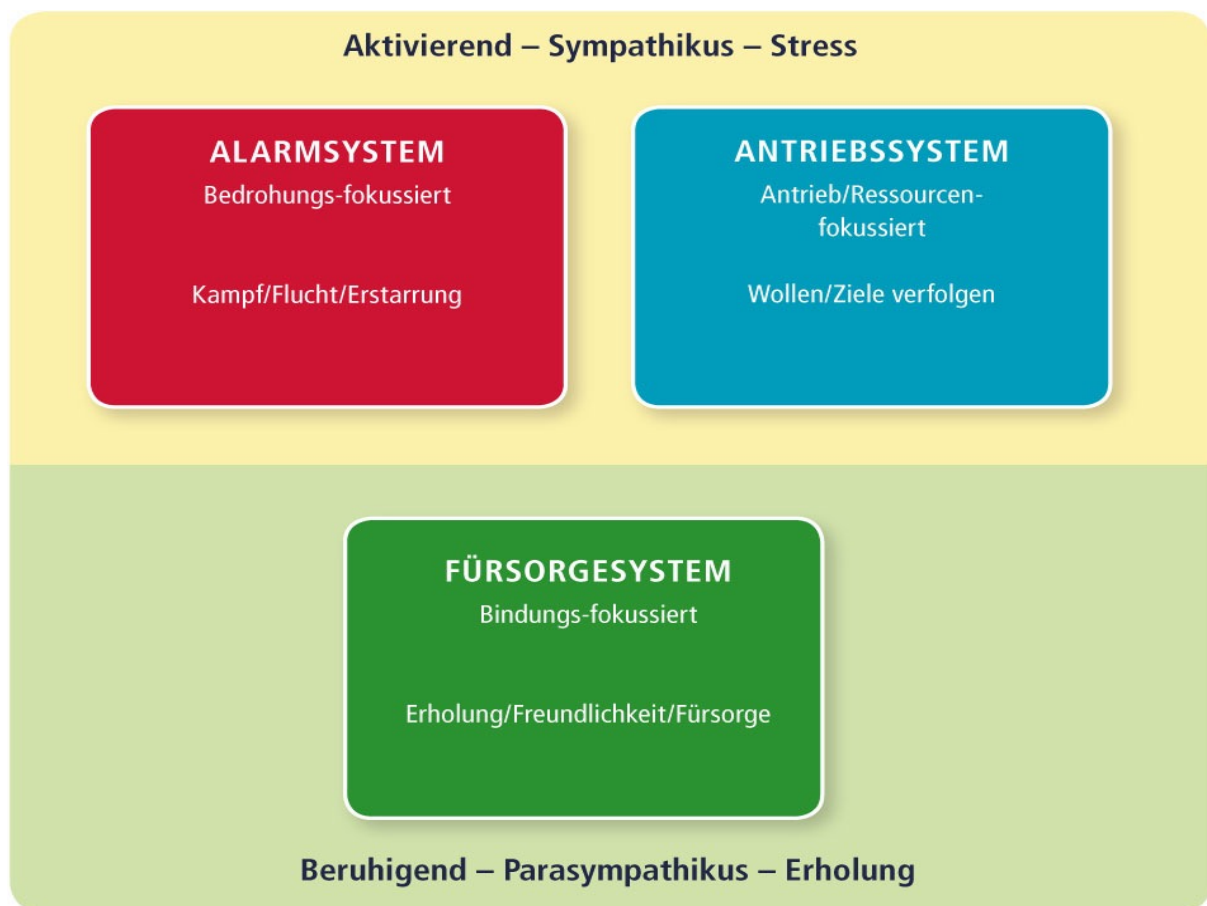 Aktivierend – Sympathikus – Stress
ALARMSYSTEM
Bedrohungs-fokussiert
Kampf/Flucht/Erstarrung
ANTRIEBSSYSTEM
Antrieb/Ressourcen-
fokussiert
Wollen/Ziele verfolgen
FÜRSORGESYSTEM
Bindungs-fokussiert
Erholung/Freundlichkeit/Fürsorge
Beruhigend – Parasympathikus – Erholung